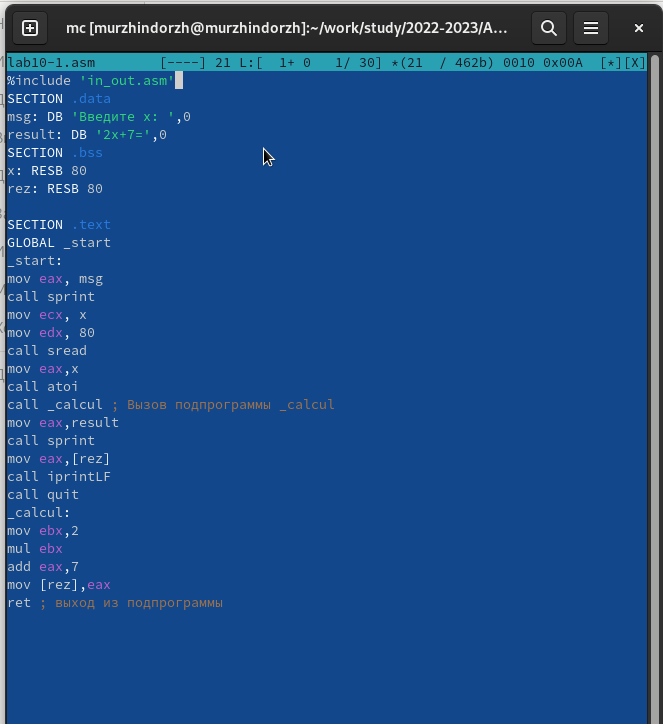 mc [murzhindorzh@murzhindorzh]:~/work/study/2022-2023/А...
lab10-1.asm [----] 21 L:[ 1+ 0 1/ 30] *(21 / 462b) 0010 0x00A [*][X]
%include 'in_out.asm'
SECTION .data
msg: DB 'Введите x: ',0
result: DB '2x+7=',0
SECTION .bss
x: RESB 80
rez: RESB 80
SECTION .text
GLOBAL _start
_start:
mov eax, msg
call sprint
mov ecx, x
mov edx, 80
call sread
mov eax,x
call atoi
call _calcul ; Вызов подпрограммы _calcul
mov eax,result
call sprint
mov eax,[rez]
call iprintLF
call quit
_calcul:
mov ebx,2
mul ebx
add eax,7
mov [rez],eax
ret ; выход из подпрограммы